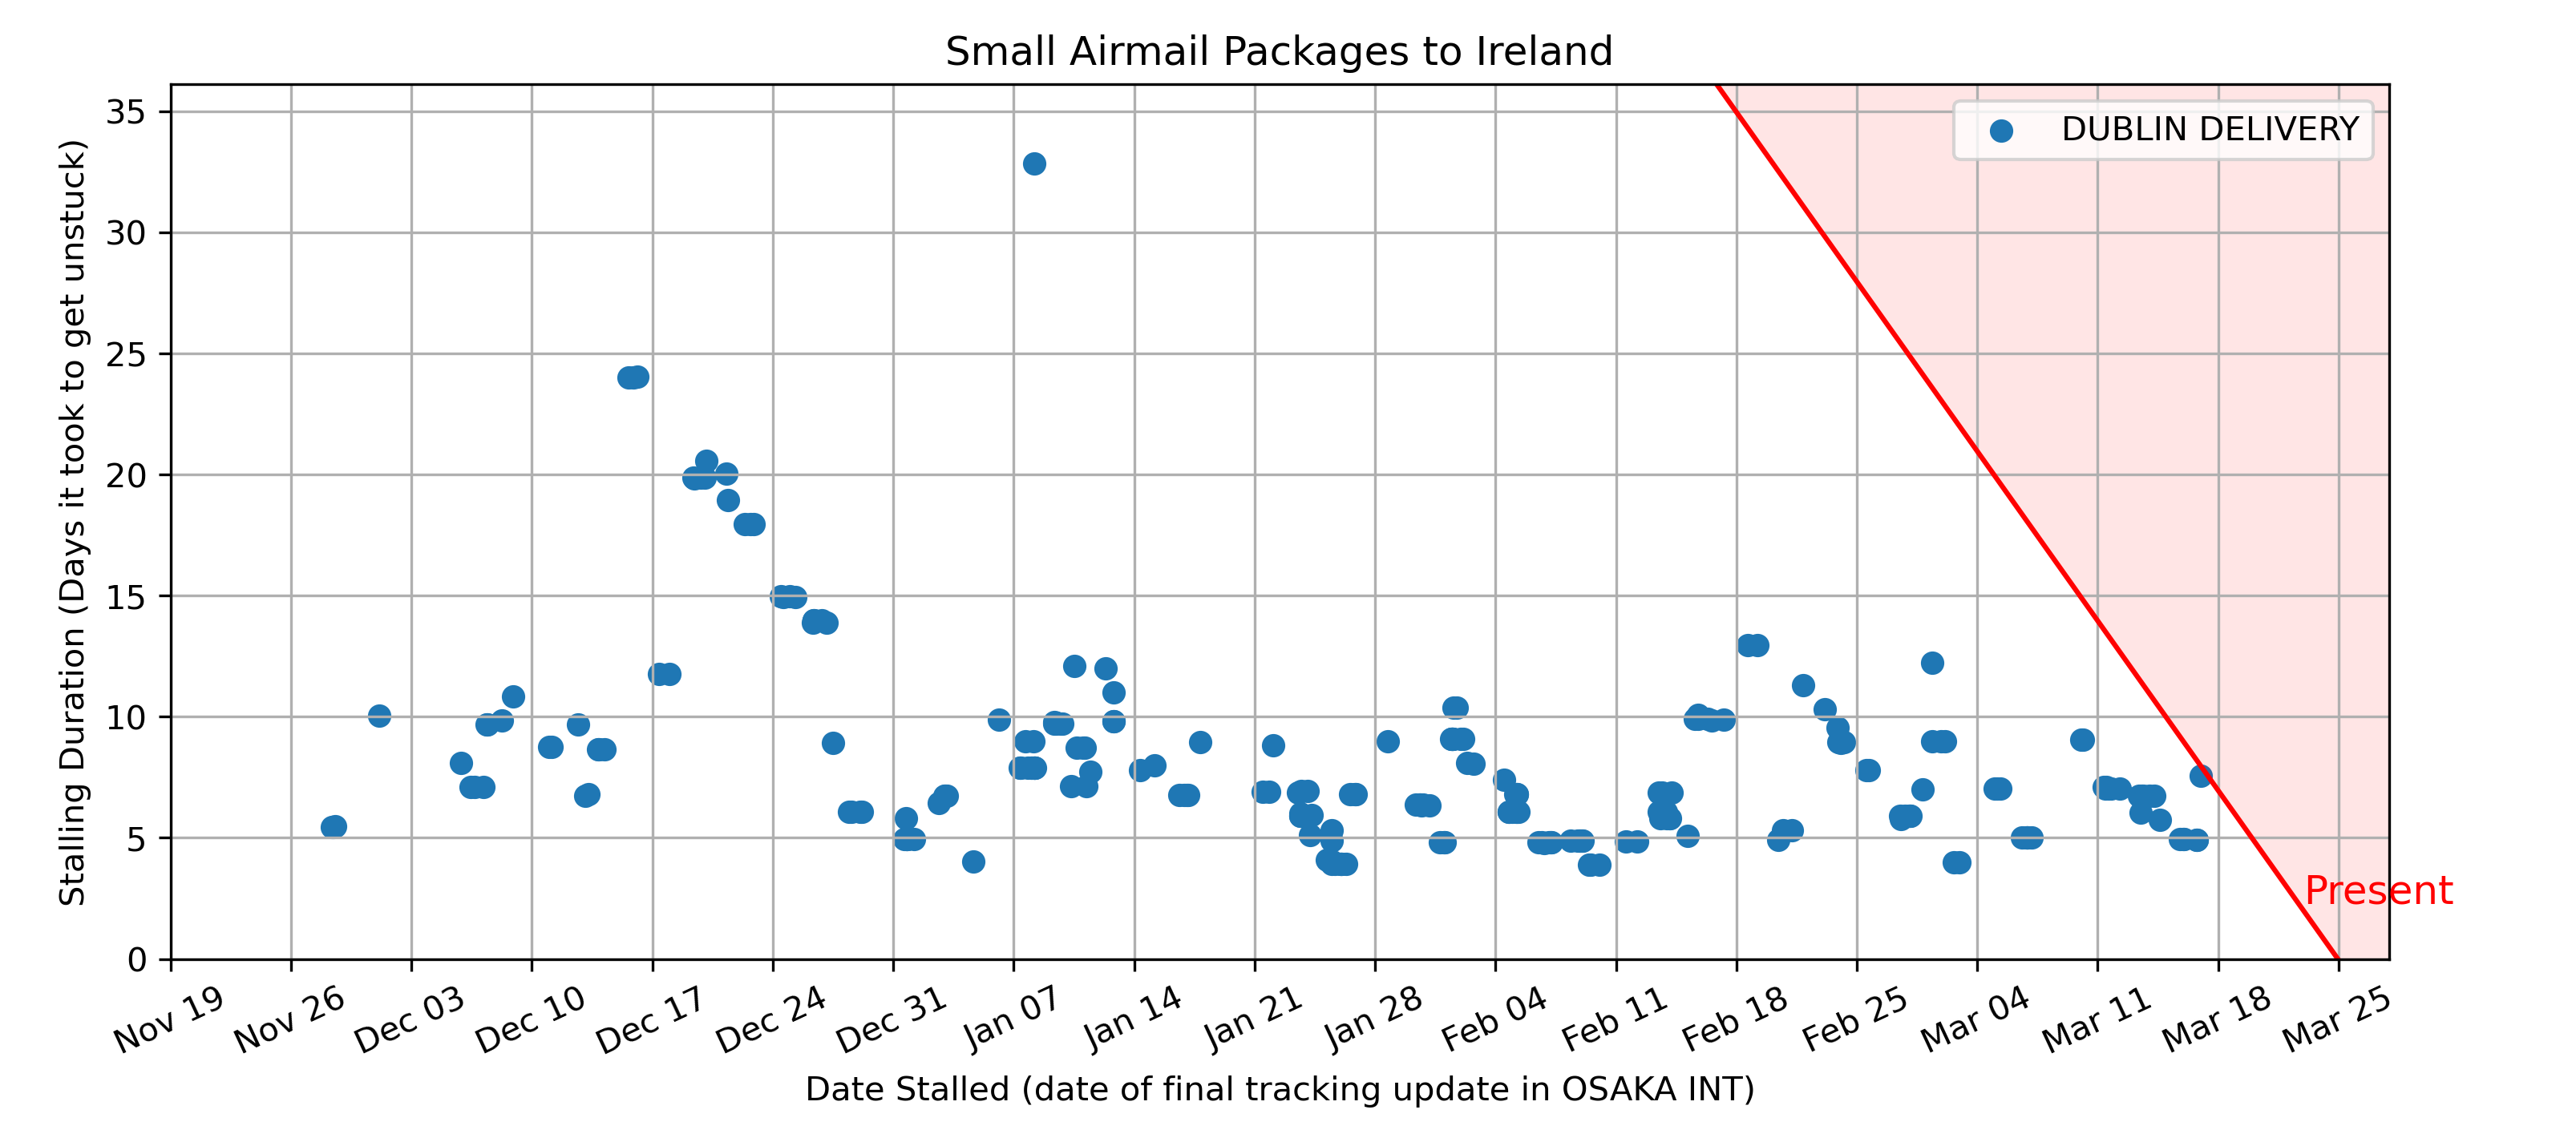 Small Airmail Packages to Ireland
DUBLIN DELIVERY
Stalling Duration (Days it took to get unstuck)
35
30
25
20
15
10
5
0
Present
Nov 19
Nov 26
Dec 03
Dec 10
Dec 17
Dec 24
Dec 31
Jan 07
Jan 14
Jan 21
Jan 28
Feb 04
Feb 11
Feb 18
Feb 25
Mar 04
Mar 11
Mar 18
Mar 25
Date Stalled (date of final tracking update in OSAKA INT)